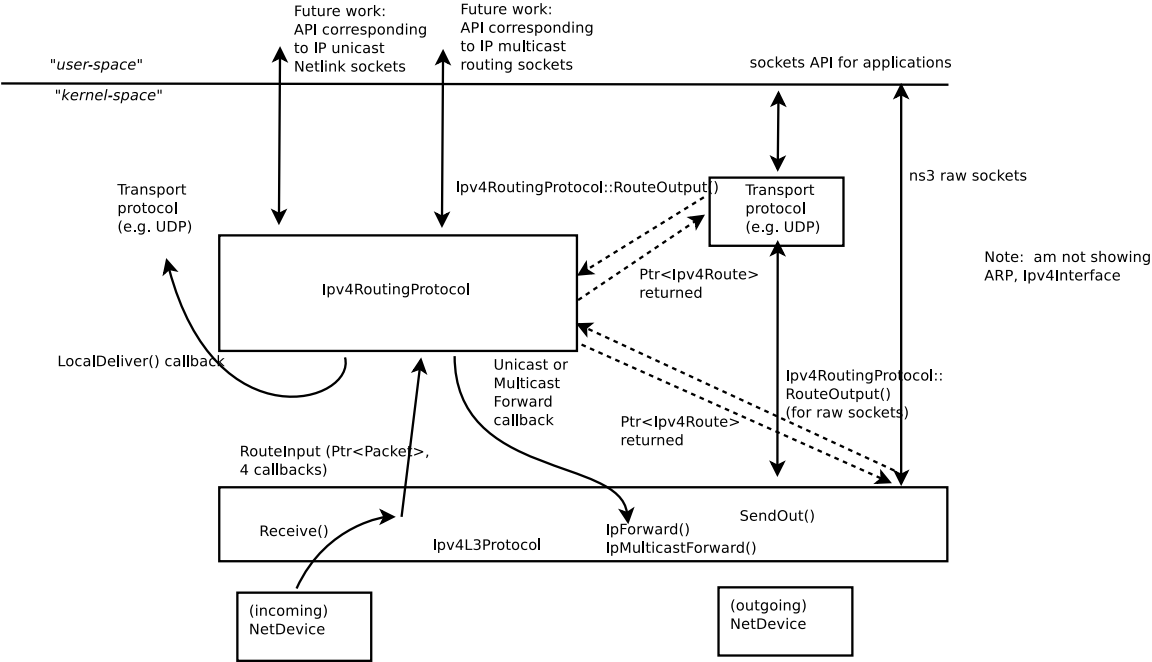 Future work:
API corresponding
to IP unicast
Netlink sockets
Future work:
API corresponding
to IP multicast
routing sockets
"user-space"
sockets API for applications
"kernel-space"
ns3 raw sockets
Transport
protocol
(e.g. UDP)
Ipv4RoutingProtocol::RouteOutput()
Transport
protocol
(e.g. UDP)
Note:  am not showing
ARP, Ipv4Interface
Ipv4RoutingProtocol
Ptr<Ipv4Route>
returned
LocalDeliver() callback
Unicast or
Multicast
Forward
callback
Ipv4RoutingProtocol::
RouteOutput()
(for raw sockets)
Ptr<Ipv4Route>
returned
RouteInput (Ptr<Packet>,
4 callbacks)
Receive()
Ipv4L3Protocol
IpForward()
IpMulticastForward()
SendOut()
(incoming)
NetDevice
(outgoing)
NetDevice